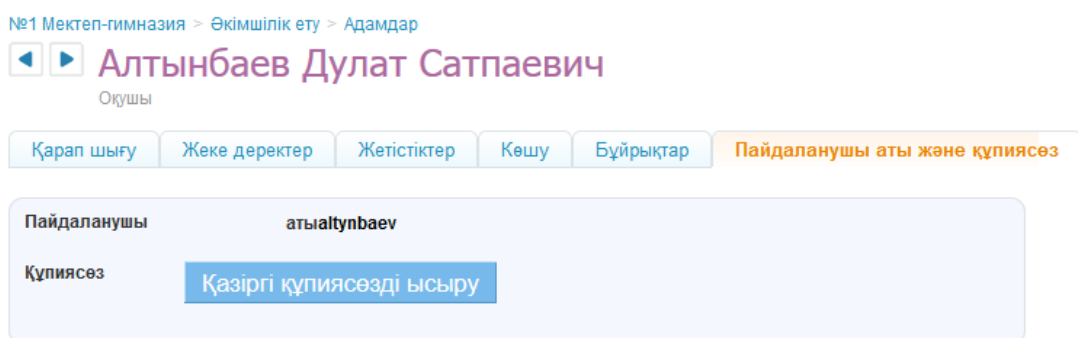 №1 Мектеп-гимназия > Әкімшілік ету > Адамдар
Алтынбаев Дулат Сатпаевич
Оқушы
Қарап шығу Жеке деректер Жетістіктер Көшу Бұйрықтар Пайдаланушы аты және құпиясөз
Пайдаланушы атыaltynbaev
Құпиясөз Қазіргі құпиясөзді ысыру